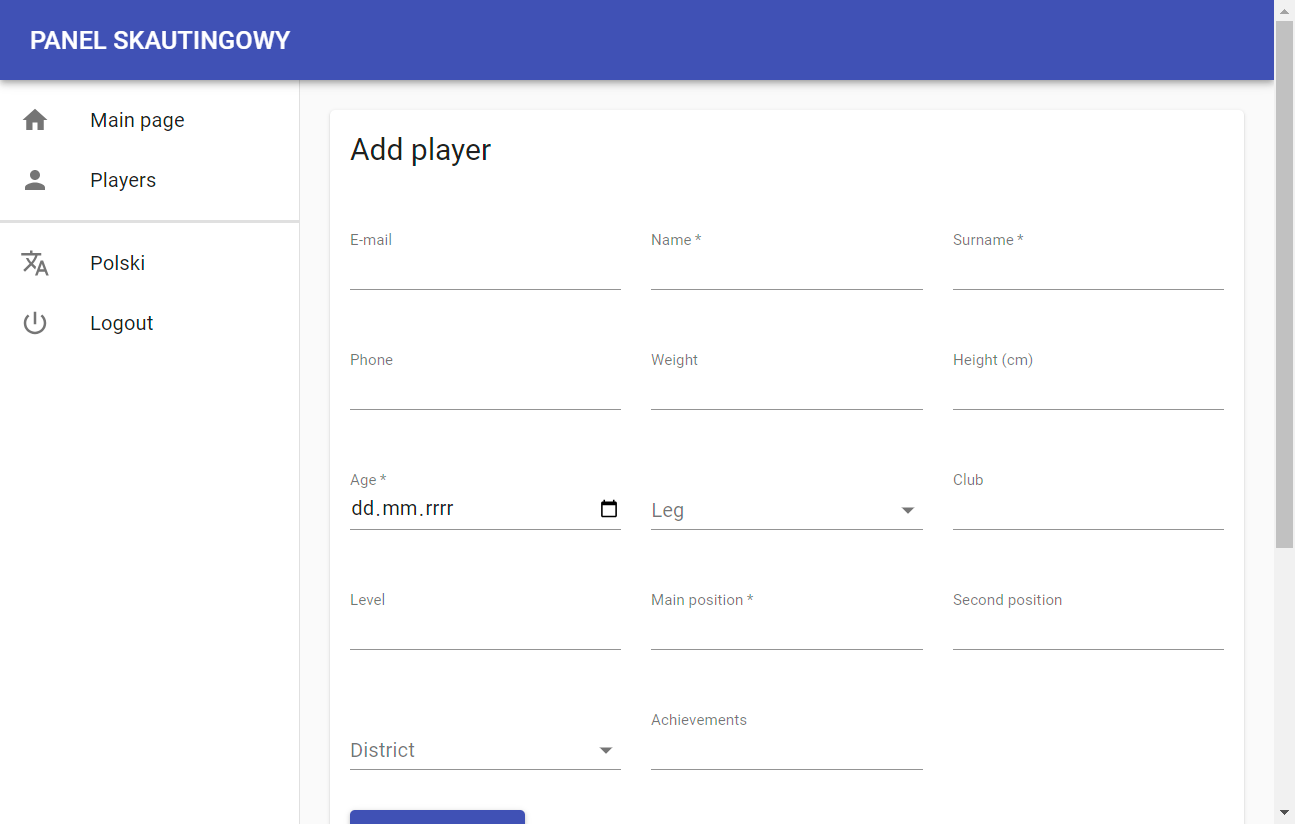 PANEL SKAUTINGOWY
Main page
Players
Polski
Logout
Add player
E-mail
Name *
Surname *
Phone
Weight
Height (cm)
Age *
dd.mm.rrrr
Leg
Club
Level
Main position *
Second position
District
Achievements